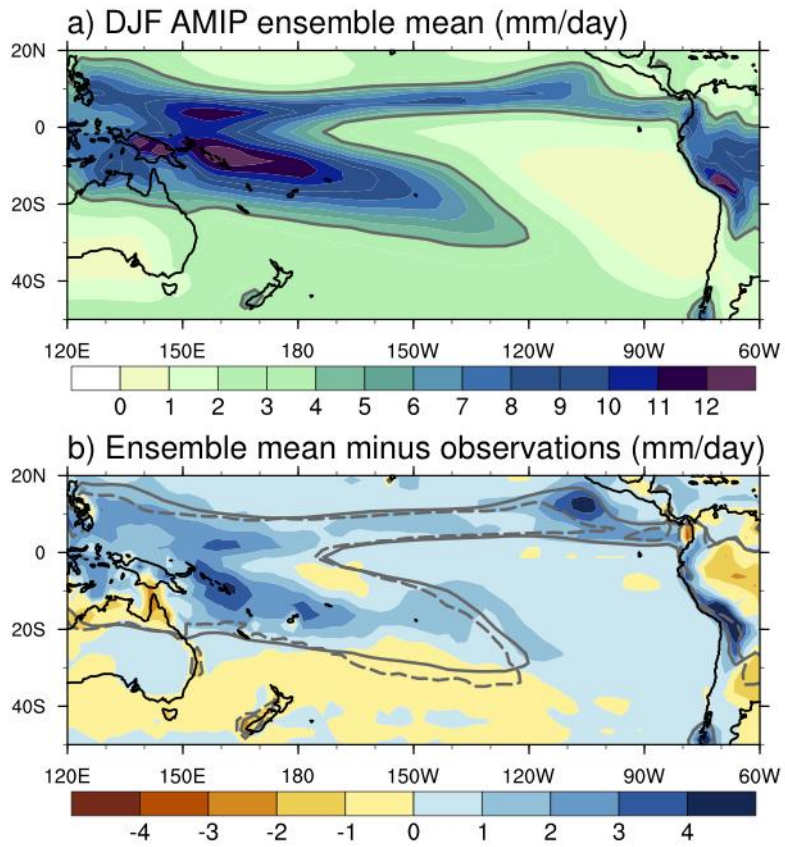 a) DJF AMIP ensemble mean (mm/day)
20N
0
20S
40S
120E 150E 180 150W 120W 90W 60W
0 1 2 3 4 5 6 7 8 9 10 11 12
b) Ensemble mean minus observations (mm/day)
20N
0
20S
40S
120E 150E 180 150W 120W 90W 60W
-4 -3 -2 -1 0 1 2 3 4